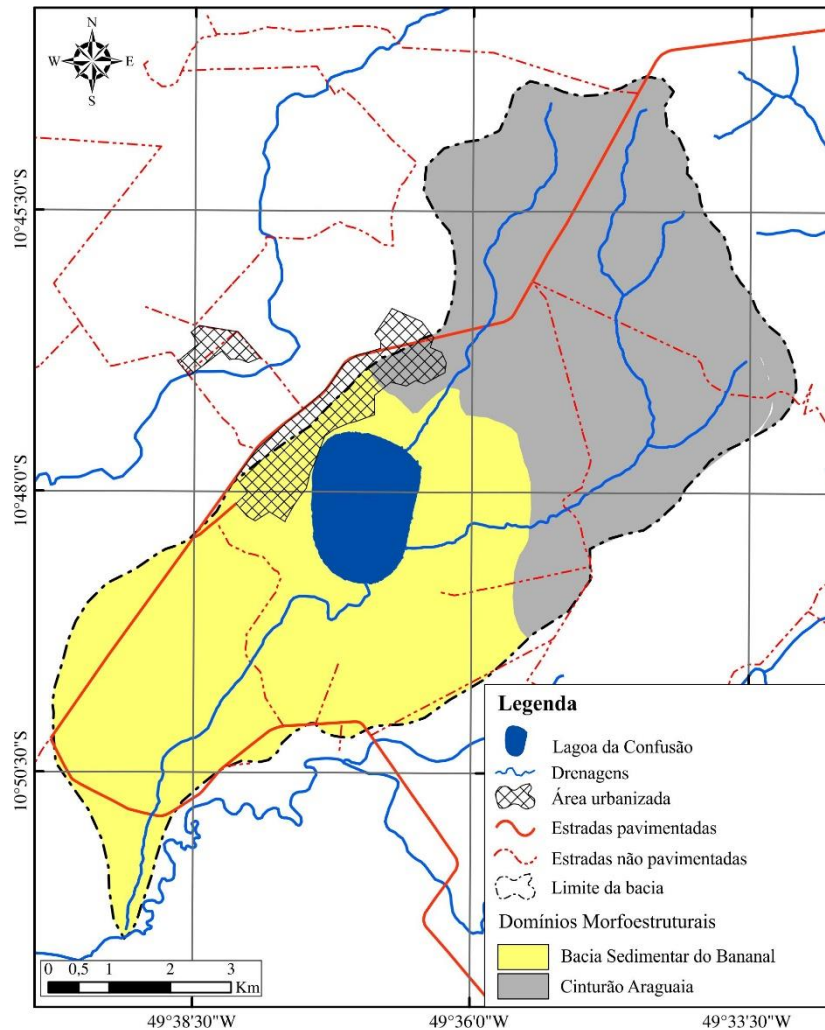 N
W E
S
10°45'30"S
10°48'0"S
10°50'30"S
Legenda
Lagoa da Confusão
Drenagens
Área urbanizada
Estradas pavimentadas
Estradas não pavimentadas
Limite da bacia
Domínios Morfoestruturais
Bacia Sedimentar do Bananal
Cinturão Araguaia
0 0,5 1 2 3
Km
49°38'30"W 49°36'0"W 49°33'30"W